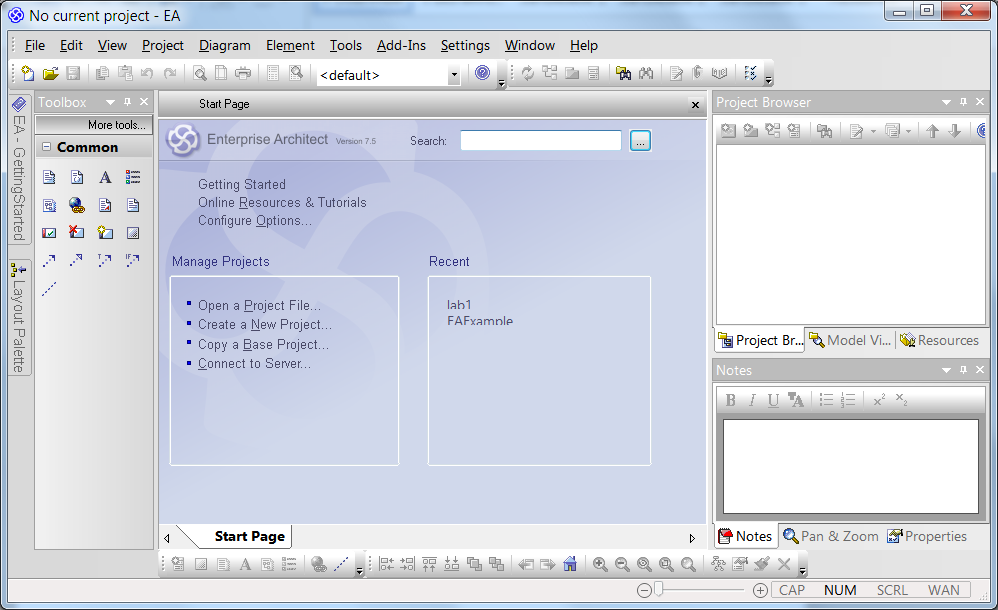 No current project - EA
File Edit View Project Diagram Element Tools Add-Ins Settings Window Help
<default>
EA - GettingStarted
Layout Palette
Toolbox
More tools...
Common
Start Page
Enterprise Architect Version 7.5
Search:
...
Getting Started
Online Resources & Tutorials
Configure Options...
Manage Projects
Open a Project File...
Create a New Project...
Copy a Base Project...
Connect to Server...
Recent
lab1
EAExample
Start Page
Project Browser
Project Br... Model Vi... Resources
Notes
B I U
Notes Pan & Zoom Properties
CAP NUM SCRL WAN